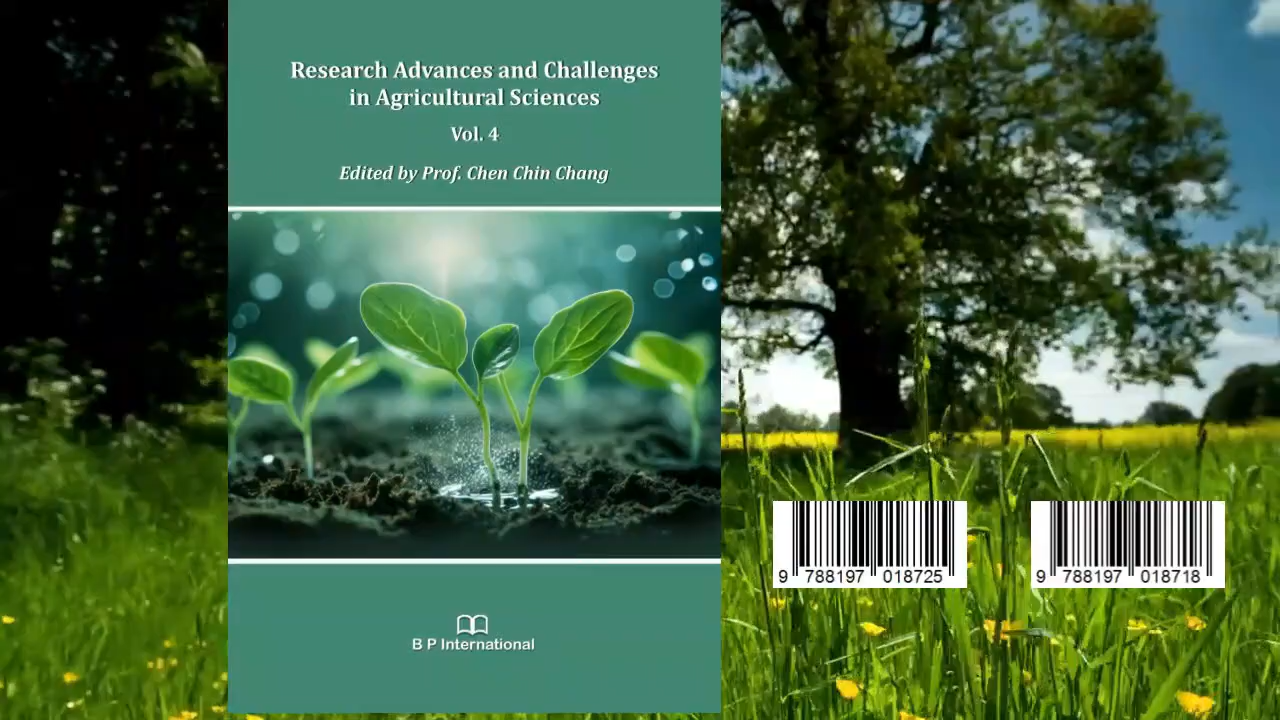 Research Advances and Challenges
in Agricultural Sciences
Vol. 4
Edited by Prof. Chen Chin Chang
B P International
9 788197 018725
9 788197 018718